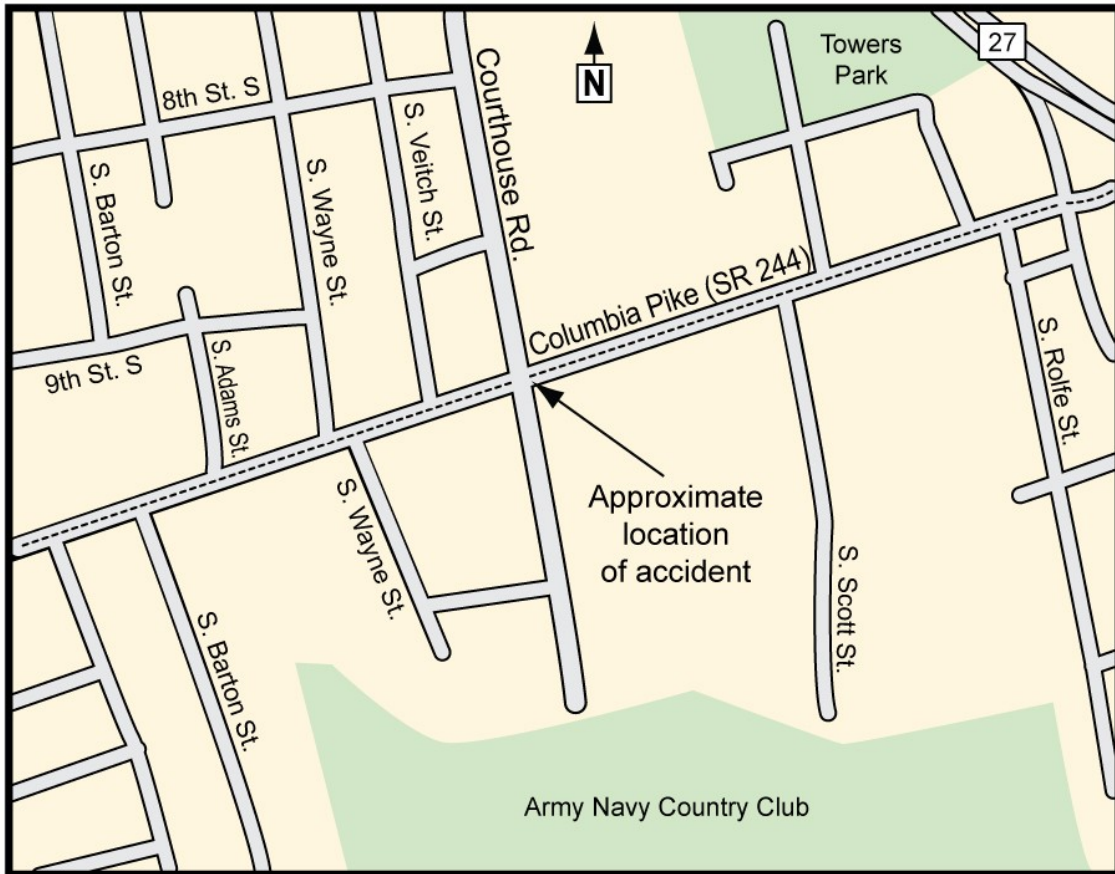 Towers
Park
27
N
8th St. S
Courthouse Rd.
S. Veitch St.
S. Barton St.
S. Wayne St.
Columbia Pike (SR 244)
9th St. S
S. Adams St.
S. Rolfe St.
Approximate
location
of accident
S. Wayne St.
S. Scott St.
S. Barton St.
Army Navy Country Club